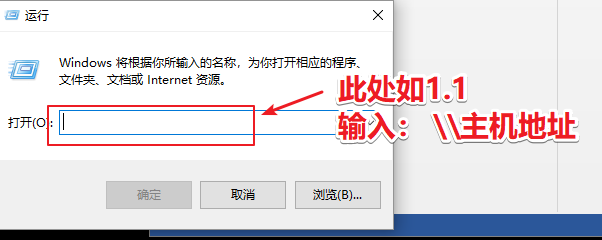 运行
Windows 将根据你所输入的名称，为你打开相应的程序、
文件夹、文档或 Internet 资源。
此处如1.1
打开(O):
输入： \\主机地址
确定
取消
浏览(B)...